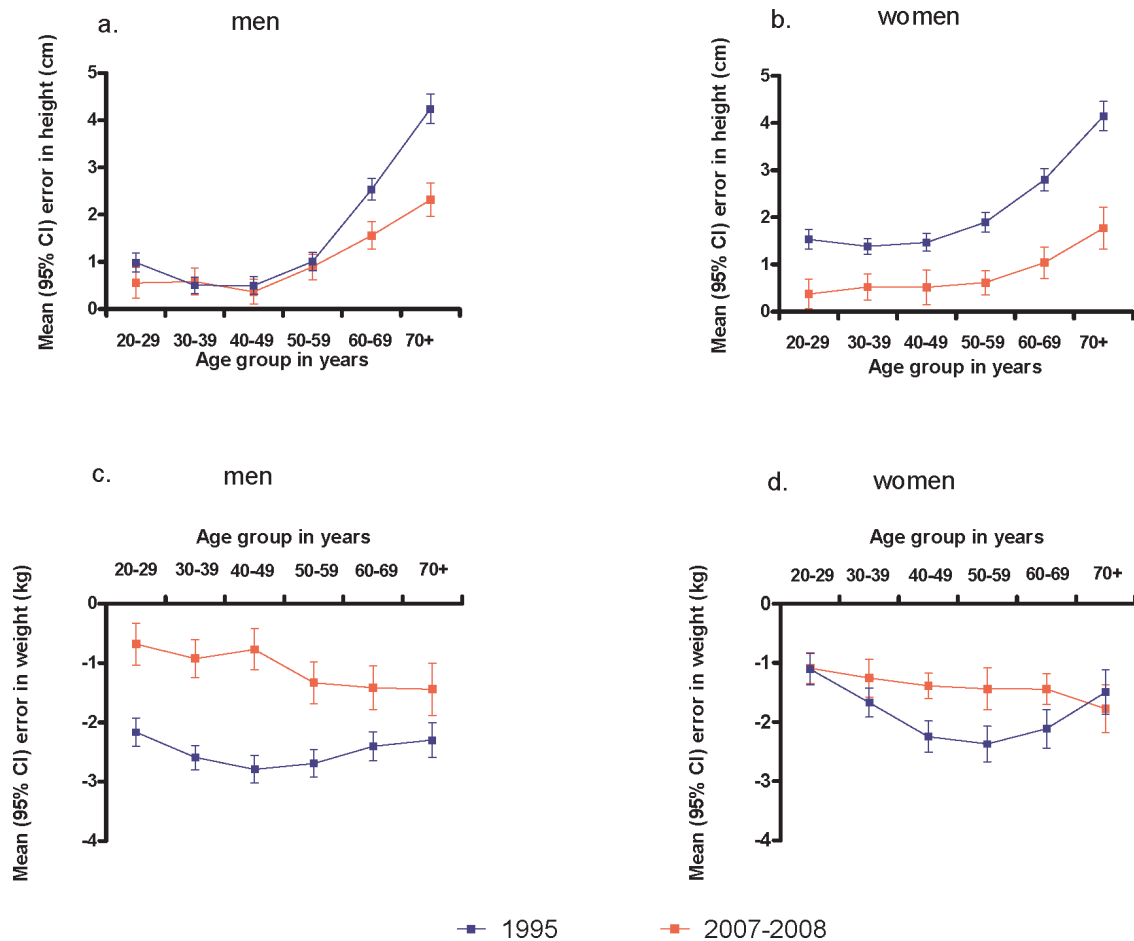 a. men
Mean (95% CI) error in height (cm)
5
4
3
2
1
0
20-29 30-39 40-49 50-59 60-69 70+
Age group in years
b. women
Mean (95% CI) error in height (cm)
5
4
3
2
1
0
20-29 30-39 40-49 50-59 60-69 70+
Age group in years
c. men
Age group in years
20-29 30-39 40-49 50-59 60-69 70+
Mean (95% CI) error in weight (kg)
0
-1
-2
-3
-4
d. women
Age group in years
20-29 30-39 40-49 50-59 60-69 70+
Mean (95% CI) error in weight (kg)
0
-1
-2
-3
-4
1995 2007-2008